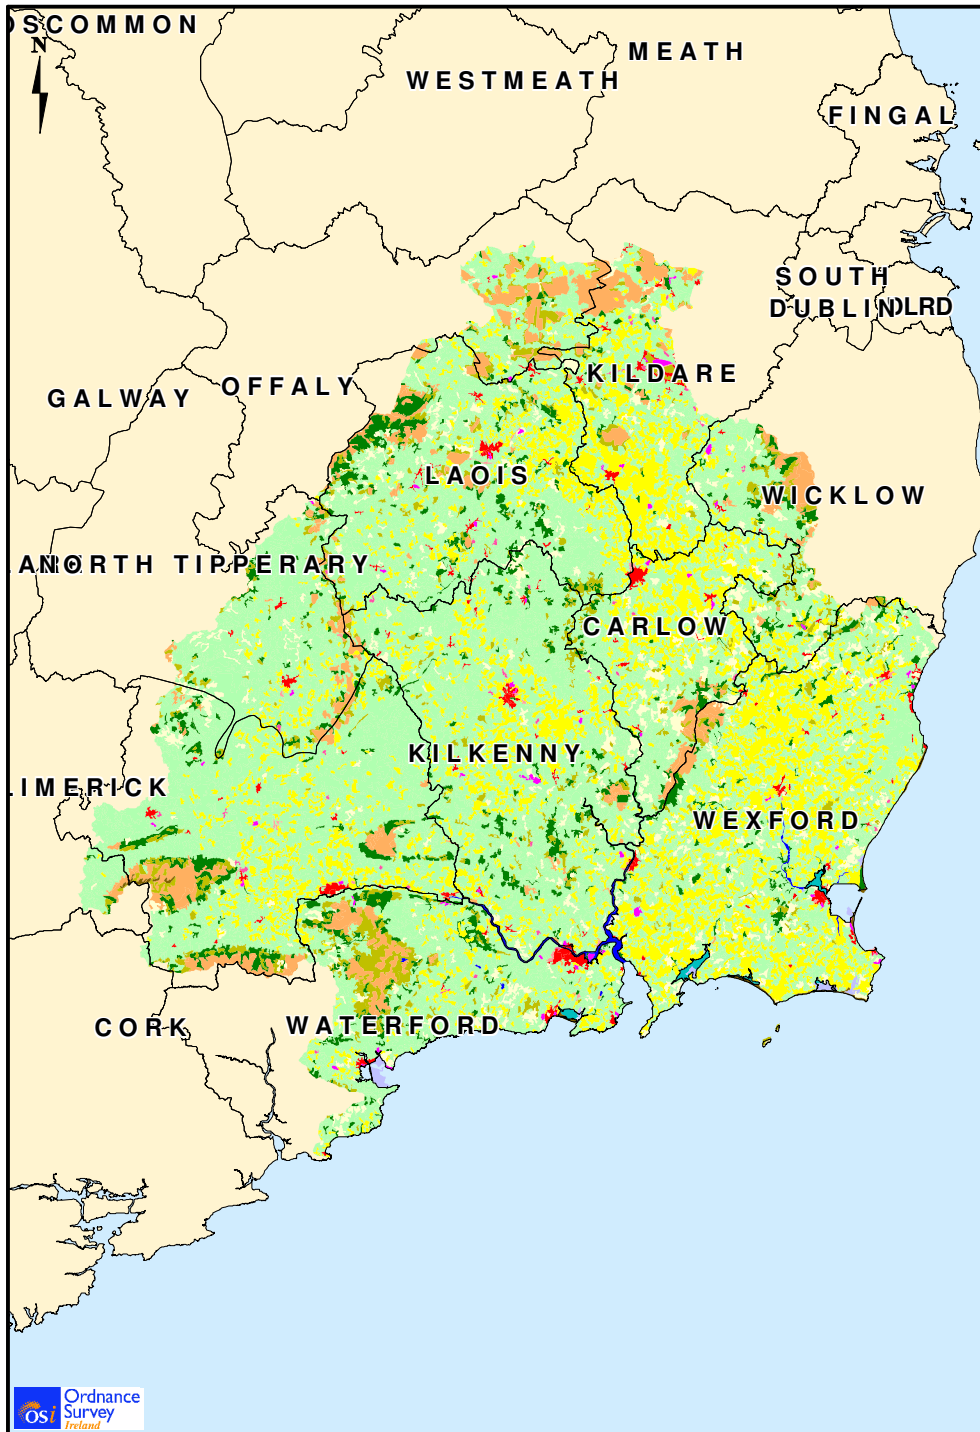 OSCOMMON
N
MEATH
WESTMEATH
FINGAL
SOUTH
DUBLIN
DLRD
KILDARE
OFFALY
GALWAY
LAOIS
WICKLOW
NORTH TIPPERARY
CARLOW
KILKENNY
LIMERICK
WEXFORD
CORK
WATERFORD
osi
Ordnance
Survey
Ireland